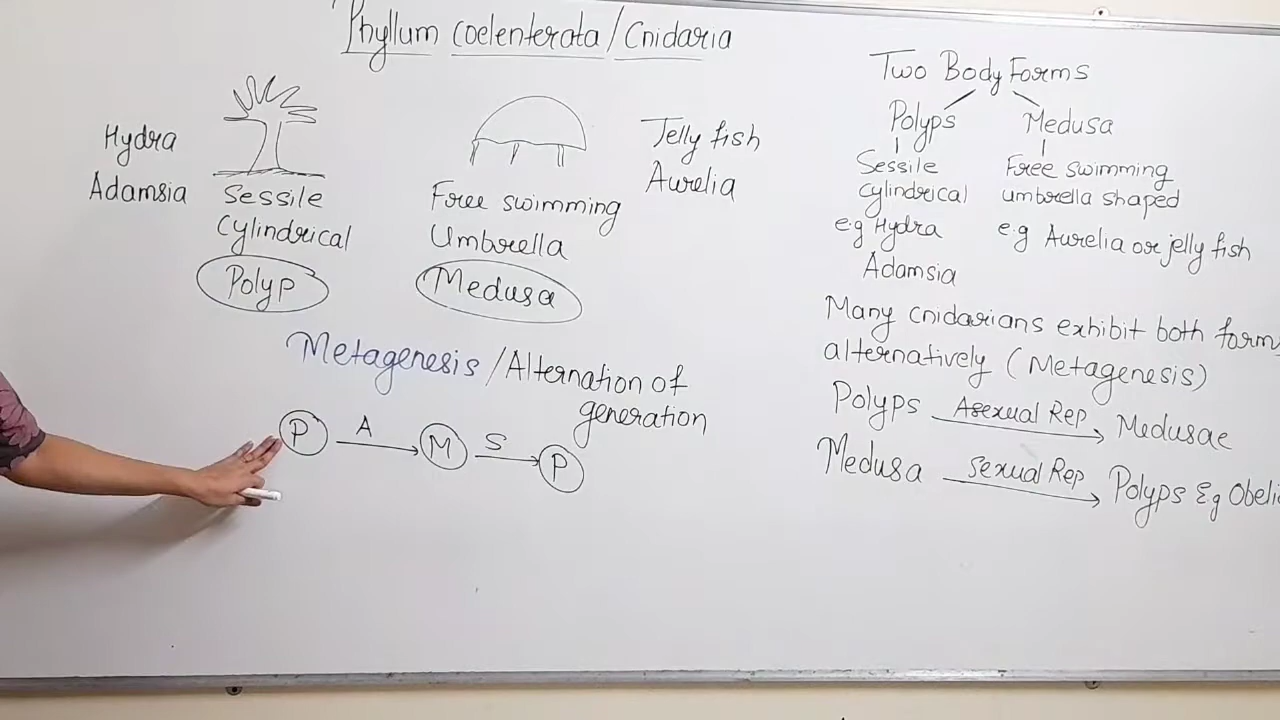 Phyllum Coelenterata / Cnidaria
Hydra
Adamsia
Sessile
Cylindrical
Polyp
Free swimming
Umbrella
Medusa
Jelly fish
Aurelia
Metagenesis / Alternation of
generation
P A M S P
Two Body Forms
Polyps Medusa
Sessile
Cylindrical
e.g Hydra
Adamsia
Free swimming
umbrella shaped
e.g Aurelia or jelly fish
Many cnidarians exhibit both form
alternatively (Metagenesis)
Polyps Asexual Rep Medusae
Medusa Sexual Rep Polyps Eg Obeli